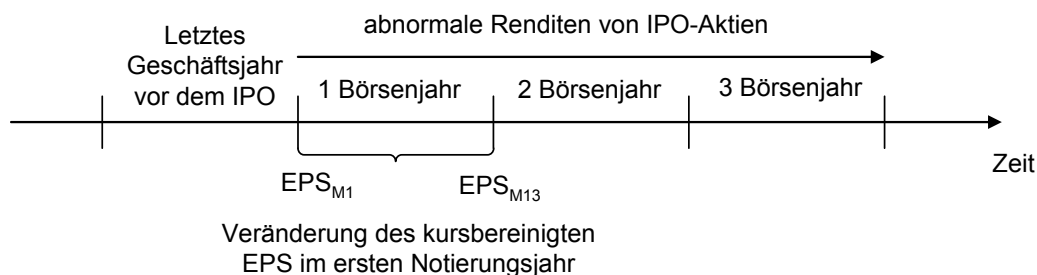 abnormale Renditen von IPO-Aktien
Letztes
Geschäftsjahr
vor dem IPO
1 Börsenjahr
2 Börsenjahr
3 Börsenjahr
Zeit
EPS_M1
EPS_M13
Veränderung des kursbereinigten
EPS im ersten Notierungsjahr